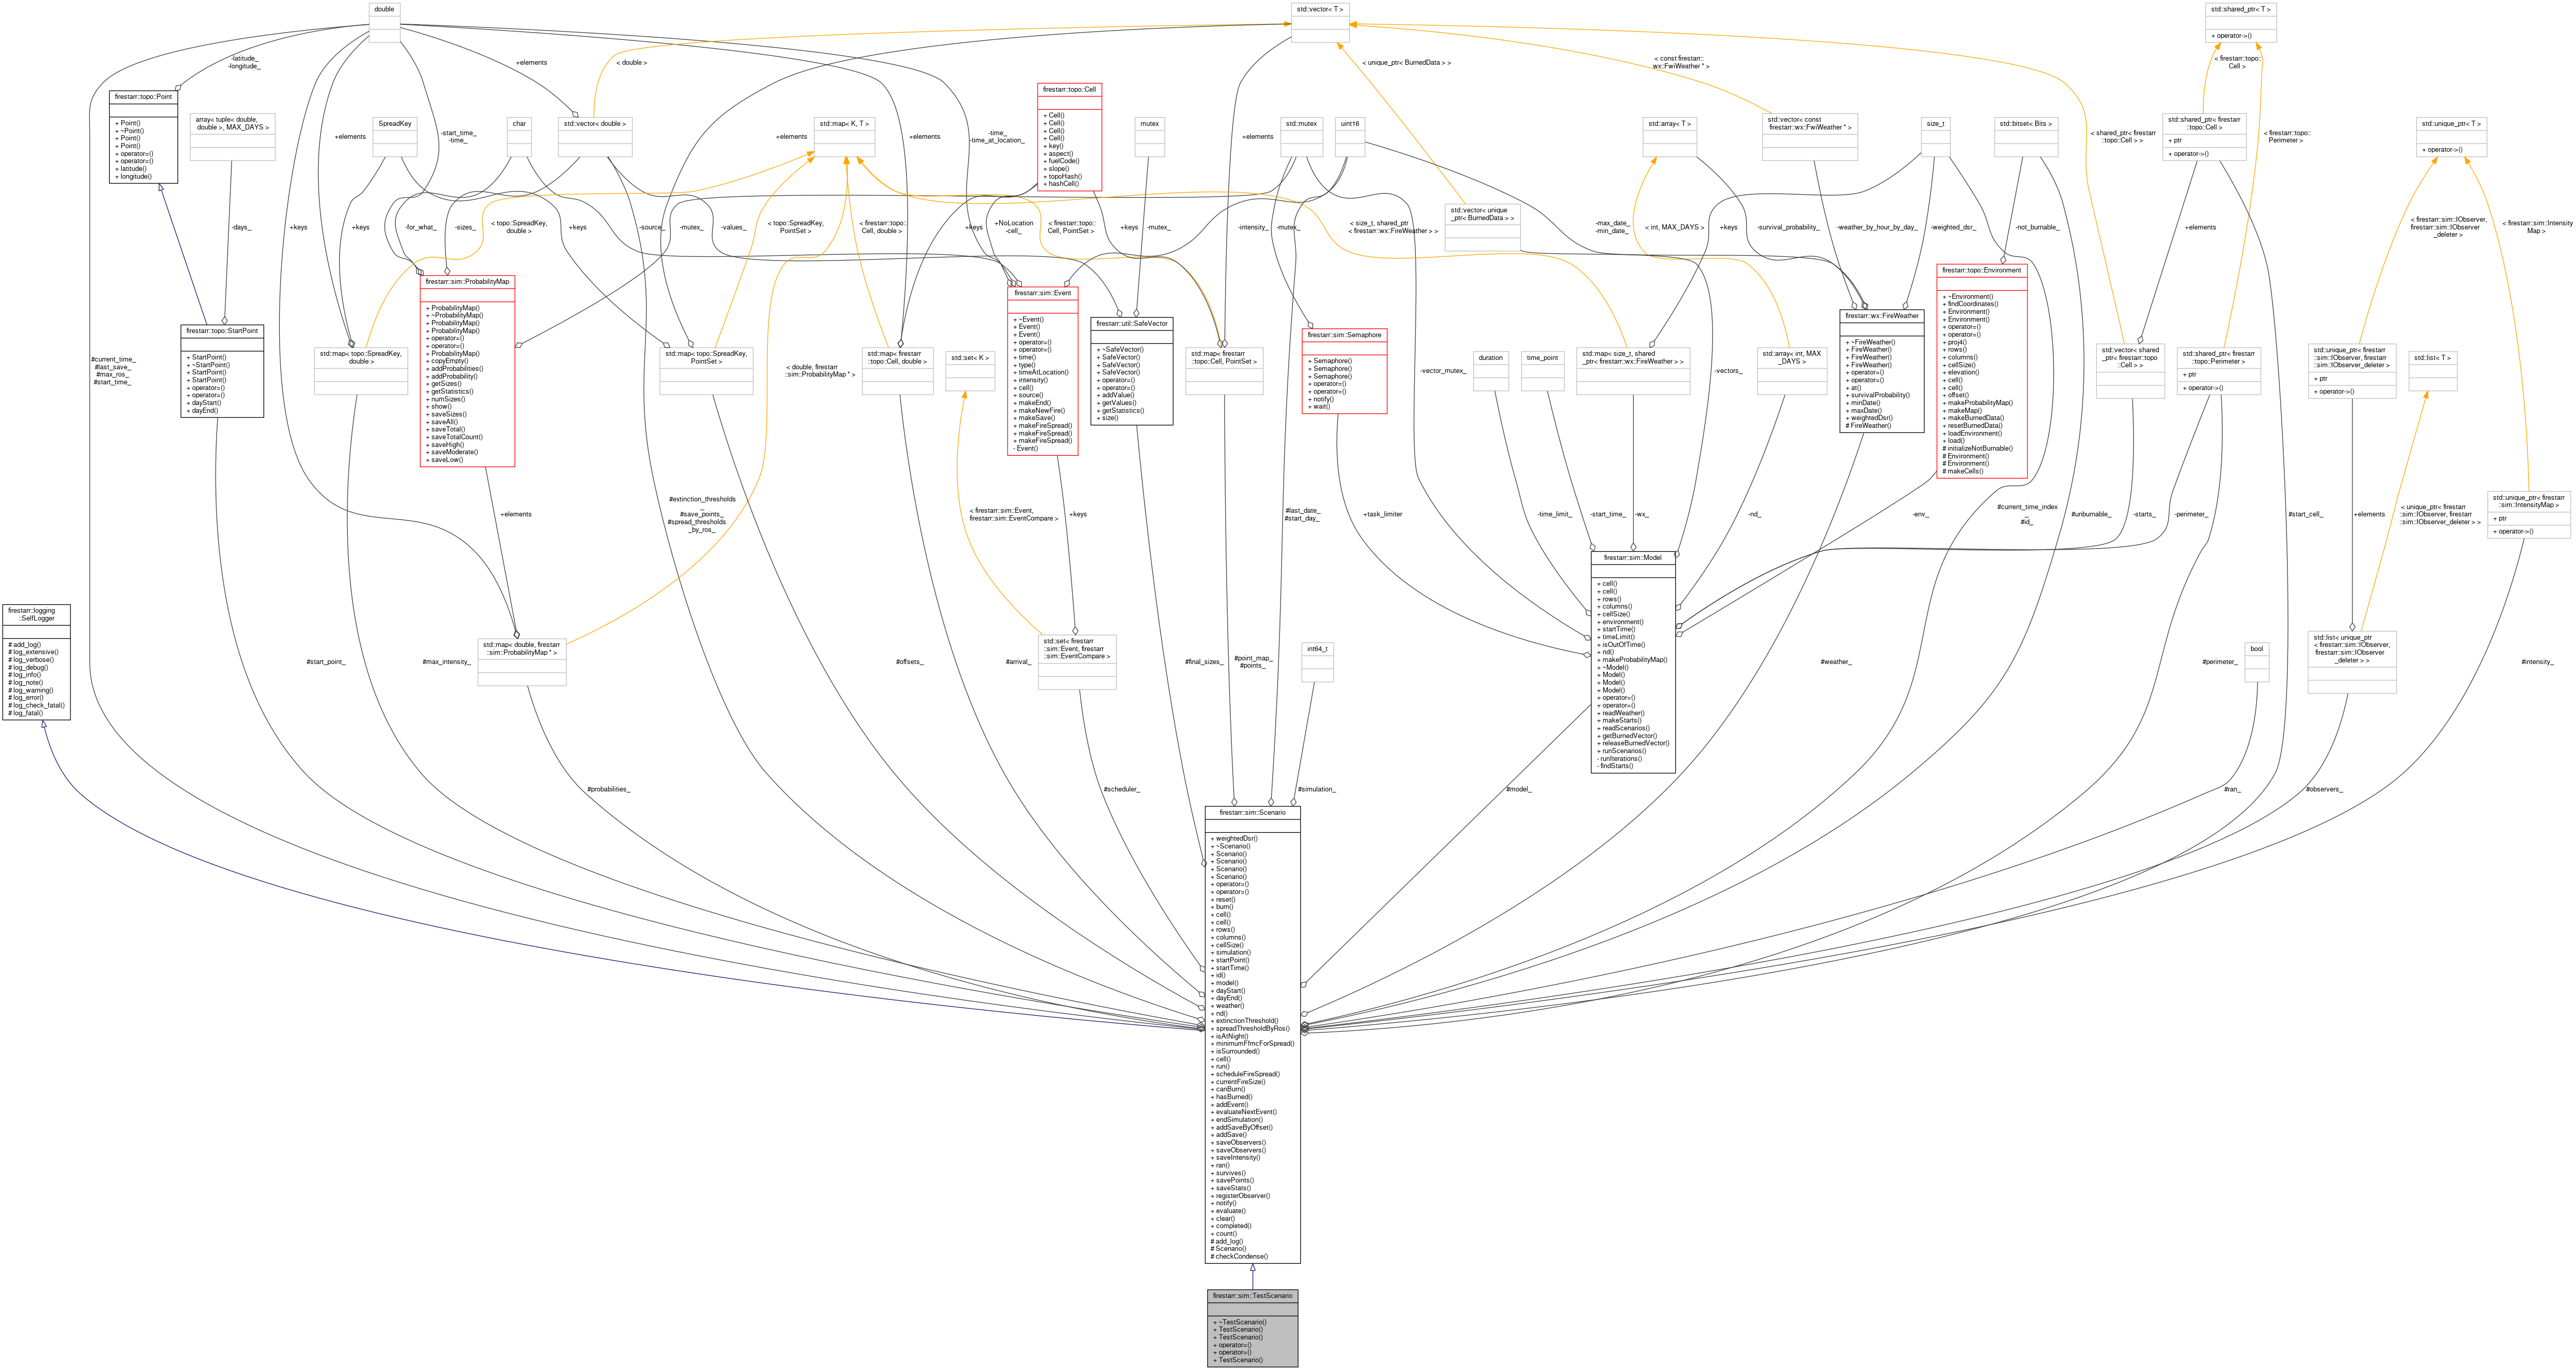 double
std::vector< T >
std::shared_ptr< T >
+ operator->()
-latitude_
-longitude_
+elements
< double >
< unique_ptr< BurnedData > >
< const firestarr::
wx::FwiWeather * >
< firestarr::topo::
Cell >
firestarr::topo::Point
+ Point()
+ ~Point()
+ Point()
+ Point()
+ operator=()
+ operator=()
+ latitude()
+ longitude()
array< tuple< double,
double >, MAX_DAYS >
+elements
SpreadKey
-start_time_
-time_
char
std::vector< double >
+elements
std::map< K, T >
+elements
-time_
-time_at_location_
firestarr::topo::Cell
+ Cell()
+ Cell()
+ Cell()
+ Cell()
+ key()
+ aspect()
+ fuelCode()
+ slope()
+ topoHash()
+ hashCell()
mutex
+elements
std::mutex
uint16
std::array< T >
std::vector< const
firestarr::wx::FwiWeather * >
size_t
std::bitset< Bits >
< shared_ptr< firestarr
::topo::Cell > >
std::shared_ptr< firestarr
::topo::Cell >
+ ptr
+ operator->()
< firestarr::topo::
Perimeter >
std::unique_ptr< T >
+ operator->()
-days_
+keys
+keys
-for_what_
-sizes_
< topo::SpreadKey,
double >
+keys
-source_
-mutex_
-values_
< topo::SpreadKey,
PointSet >
< firestarr::topo::
Cell, double >
+keys
+NoLocation
-cell_
< firestarr::topo::
Cell, PointSet >
+keys
-mutex_
-intensity_
-mutex_
< size_t, shared_ptr
< firestarr::wx::FireWeather > >
std::vector< unique
_ptr< BurnedData > >
-max_date_
-min_date_
< int, MAX_DAYS >
+keys
-survival_probability_
-weather_by_hour_by_day_
-weighted_dsr_
-not_burnable_
+elements
< firestarr::sim::IObserver,
firestarr::sim::IObserver
_deleter >
< firestarr::sim::Intensity
Map >
firestarr::topo::StartPoint
+ StartPoint()
+ ~StartPoint()
+ StartPoint()
+ StartPoint()
+ operator=()
+ operator=()
+ dayStart()
+ dayEnd()
std::map< topo::SpreadKey,
double >
firestarr::sim::ProbabilityMap
+ ProbabilityMap()
+ ~ProbabilityMap()
+ ProbabilityMap()
+ ProbabilityMap()
+ operator=()
+ operator=()
+ ProbabilityMap()
+ copyEmpty()
+ addProbabilities()
+ addProbability()
+ getSizes()
+ getStatistics()
+ numSizes()
+ show()
+ saveSizes()
+ saveAll()
+ saveTotal()
+ saveTotalCount()
+ saveHigh()
+ saveModerate()
+ saveLow()
std::map< topo::SpreadKey,
PointSet >
< double, firestarr
::sim::ProbabilityMap * >
std::map< firestarr
::topo::Cell, double >
std::set< K >
firestarr::sim::Event
+ ~Event()
+ Event()
+ Event()
+ operator=()
+ operator=()
+ time()
+ type()
+ timeAtLocation()
+ intensity()
+ cell()
+ source()
+ makeEnd()
+ makeNewFire()
+ makeSave()
+ makeFireSpread()
+ makeFireSpread()
+ makeFireSpread()
- Event()
firestarr::util::SafeVector
+ ~SafeVector()
+ SafeVector()
+ SafeVector()
+ SafeVector()
+ operator=()
+ operator=()
+ addValue()
+ getValues()
+ getStatistics()
+ size()
std::map< firestarr
::topo::Cell, PointSet >
firestarr::sim::Semaphore
+ Semaphore()
+ Semaphore()
+ Semaphore()
+ operator=()
+ operator=()
+ notify()
+ wait()
-vector_mutex_
duration
time_point
std::map< size_t, shared
_ptr< firestarr::wx::FireWeather > >
-vectors_
std::array< int, MAX
_DAYS >
firestarr::wx::FireWeather
+ ~FireWeather()
+ FireWeather()
+ FireWeather()
+ FireWeather()
+ FireWeather()
+ operator=()
+ operator=()
+ at()
+ survivalProbability()
+ minDate()
+ maxDate()
+ weightedDsr()
# FireWeather()
firestarr::topo::Environment
+ ~Environment()
+ findCoordinates()
+ Environment()
+ Environment()
+ operator=()
+ operator=()
+ proj4()
+ rows()
+ columns()
+ cellSize()
+ elevation()
+ cell()
+ cell()
+ offset()
+ makeProbabilityMap()
+ makeMap()
+ makeBurnedData()
+ resetBurnedData()
+ loadEnvironment()
+ load()
# initializeNotBurnable()
# Environment()
# Environment()
# makeCells()
std::vector< shared
_ptr< firestarr::topo
::Cell > >
std::shared_ptr< firestarr
::topo::Perimeter >
+ ptr
+ operator->()
std::unique_ptr< firestarr
::sim::IObserver, firestarr
::sim::IObserver_deleter >
+ ptr
+ operator->()
std::list< T >
#current_time_
#last_save_
#max_ros_
#start_time_
+elements
#extinction_thresholds
_
#save_points_
#spread_thresholds
_by_ros_
< firestarr::sim::Event,
firestarr::sim::EventCompare >
+keys
#last_date_
#start_day_
+task_limiter
-time_limit_
-start_time_
-wx_
-nd_
-env_
#current_time_index
_
#id_
#unburnable_
-starts_
-perimeter_
#start_cell_
+elements
< unique_ptr< firestarr
::sim::IObserver, firestarr
::sim::IObserver_deleter > >
std::unique_ptr< firestarr
::sim::IntensityMap >
+ ptr
+ operator->()
firestarr::logging
::SelfLogger
# add_log()
# log_extensive()
# log_verbose()
# log_debug()
# log_info()
# log_note()
# log_warning()
# log_error()
# log_check_fatal()
# log_fatal()
#start_point_
#max_intensity_
std::map< double, firestarr
::sim::ProbabilityMap * >
#offsets_
#arrival_
std::set< firestarr
::sim::Event, firestarr
::sim::EventCompare >
#final_sizes_
#point_map_
#points_
int64_t
firestarr::sim::Model
+ cell()
+ cell()
+ rows()
+ columns()
+ cellSize()
+ environment()
+ startTime()
+ timeLimit()
+ isOutOfTime()
+ nd()
+ makeProbabilityMap()
+ ~Model()
+ Model()
+ Model()
+ Model()
+ operator=()
+ operator=()
+ readWeather()
+ makeStarts()
+ readScenarios()
+ getBurnedVector()
+ releaseBurnedVector()
+ runScenarios()
- runIterations()
- findStarts()
#weather_
#perimeter_
bool
std::list< unique_ptr
< firestarr::sim::IObserver,
firestarr::sim::IObserver
_deleter > >
#intensity_
#probabilities_
#scheduler_
#simulation_
#model_
#ran_
#observers_
firestarr::sim::Scenario
+ weightedDsr()
+ ~Scenario()
+ Scenario()
+ Scenario()
+ Scenario()
+ Scenario()
+ operator=()
+ operator=()
+ reset()
+ burn()
+ cell()
+ cell()
+ rows()
+ columns()
+ cellSize()
+ simulation()
+ startPoint()
+ startTime()
+ id()
+ model()
+ dayStart()
+ dayEnd()
+ weather()
+ nd()
+ extinctionThreshold()
+ spreadThresholdByRos()
+ isAtNight()
+ minimumFfmcForSpread()
+ isSurrounded()
+ cell()
+ run()
+ scheduleFireSpread()
+ currentFireSize()
+ canBurn()
+ hasBurned()
+ addEvent()
+ evaluateNextEvent()
+ endSimulation()
+ addSaveByOffset()
+ addSave()
+ saveObservers()
+ saveObservers()
+ saveIntensity()
+ ran()
+ survives()
+ savePoints()
+ saveStats()
+ registerObserver()
+ notify()
+ evaluate()
+ clear()
+ completed()
+ count()
# add_log()
# Scenario()
# checkCondense()
firestarr::sim::TestScenario
+ ~TestScenario()
+ TestScenario()
+ TestScenario()
+ operator=()
+ operator=()
+ TestScenario()